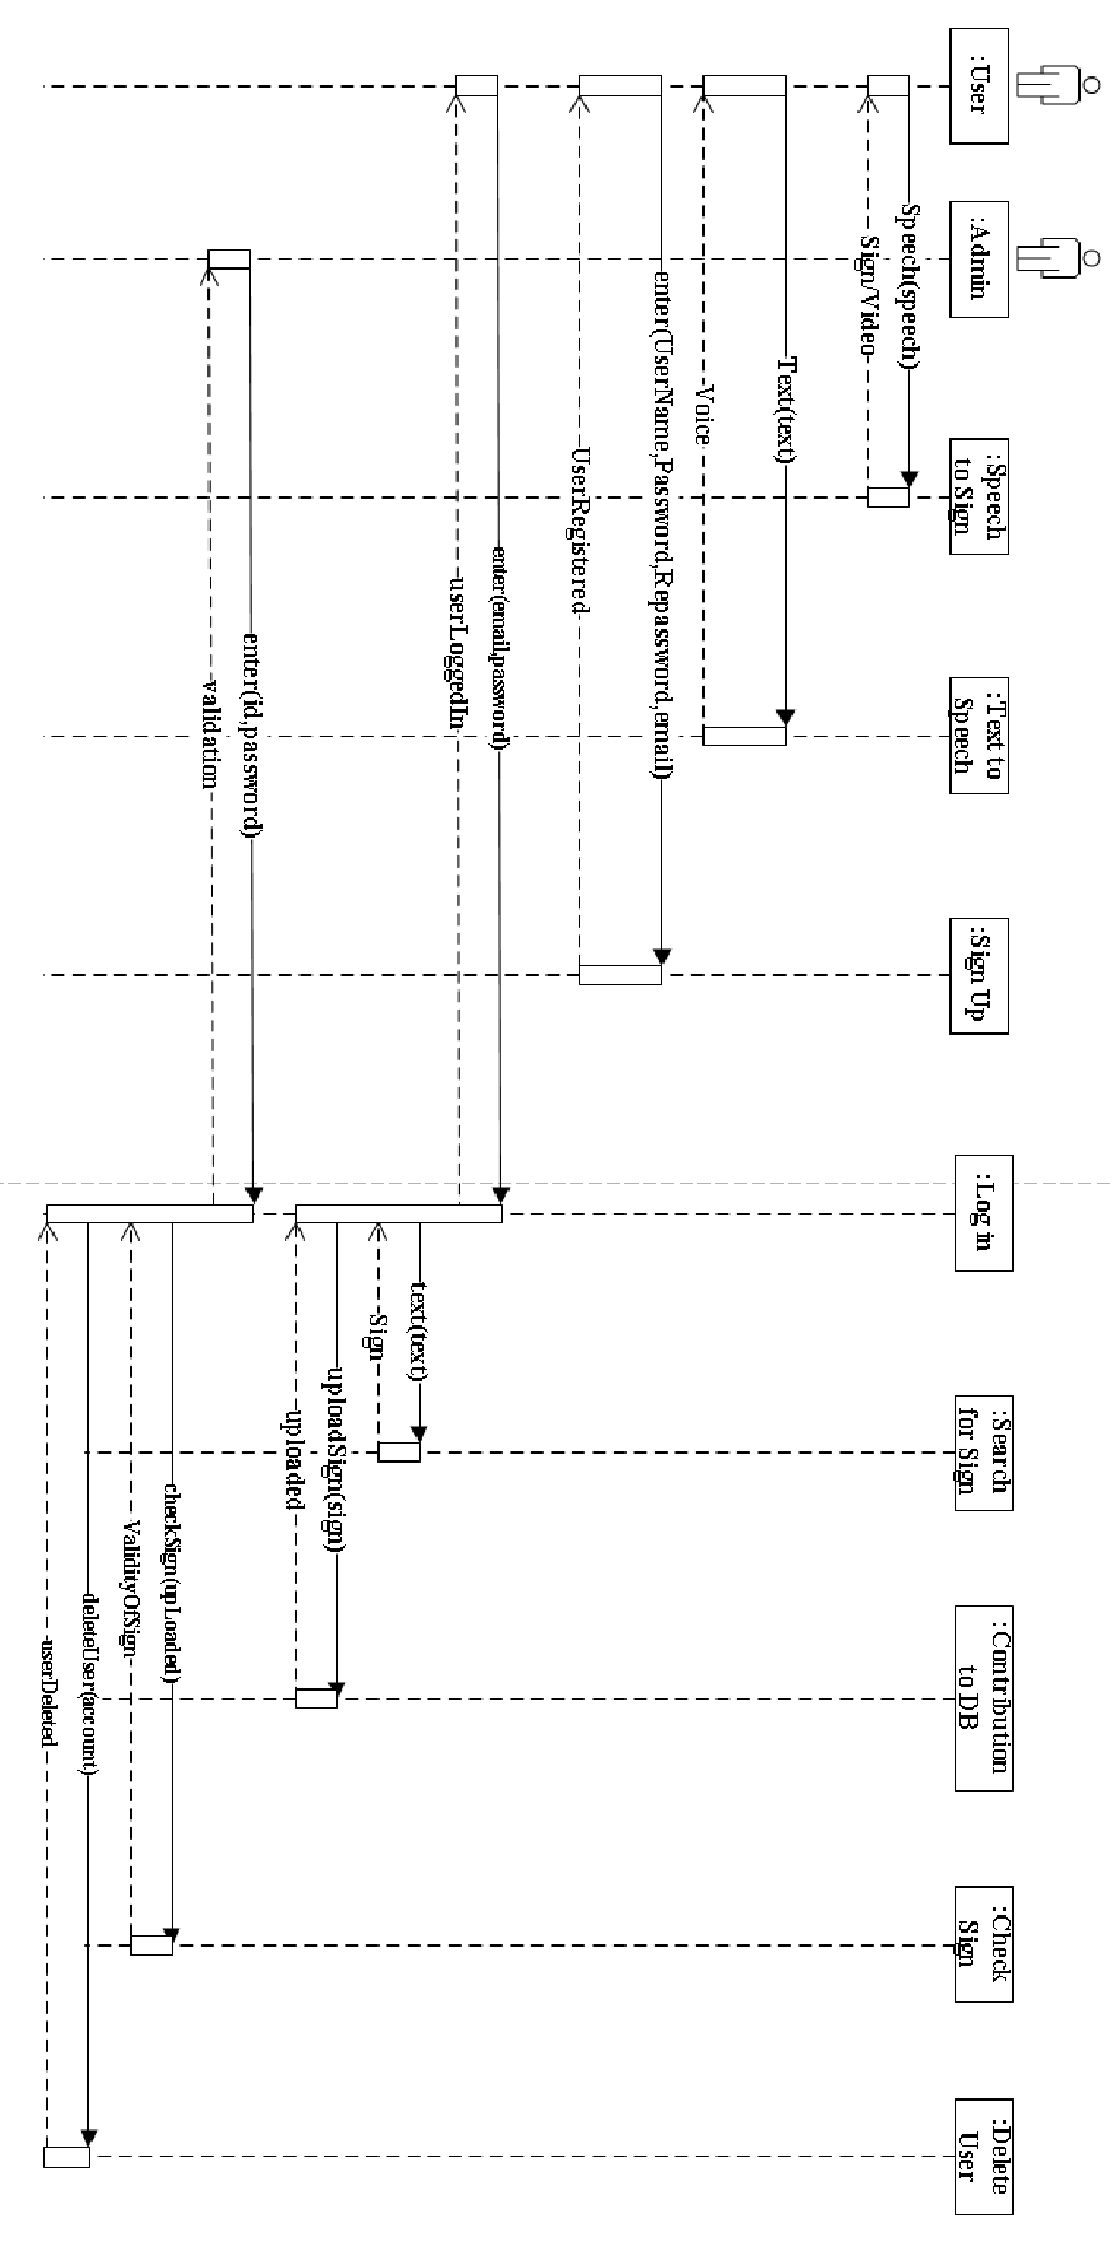 :User
:Admin
:Speech
to Sign
:Text to
Speech
:Sign Up
:Log in
:Search
for Sign
:Contribution
to DB
:Check
Sign
:Delete
User
Speech(speech)
Sign/Video
Text(text)
Voice
enter(UserName,Password,Repassword,email)
UserRegistered
enter(email,password)
userLoggedIn
text(text)
Sign
uploadSign(sign)
uploaded
enter(id,password)
validation
checkSign(upLoaded)
ValidityOfSign
deleteUser(account)
userDeleted